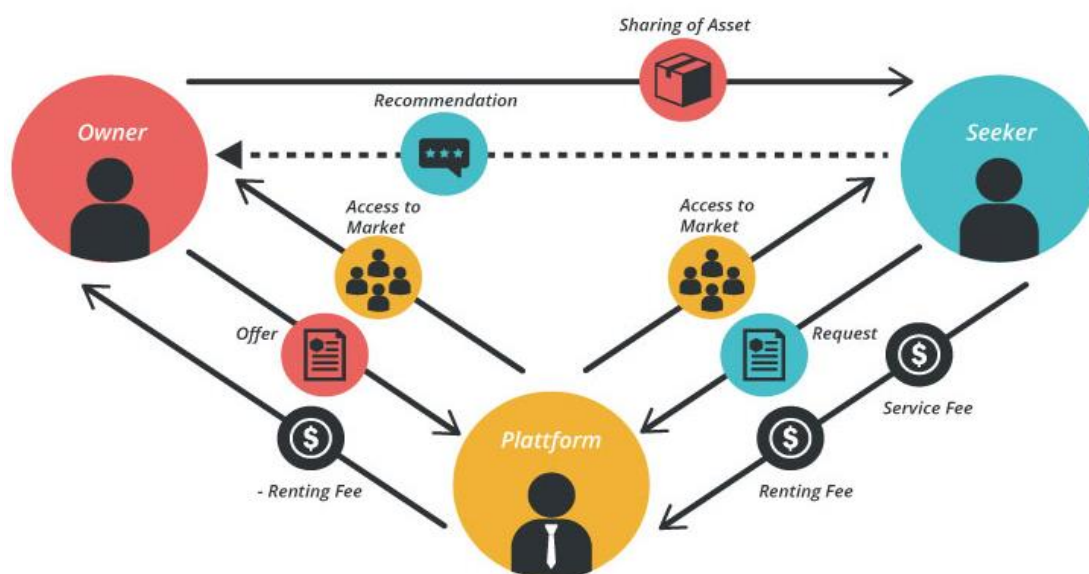 Sharing of Asset
Recommendation
Owner
Seeker
Access to
Market
Access to
Market
Offer
Request
$
Service Fee
Plattform
$
$
- Renting Fee
Renting Fee